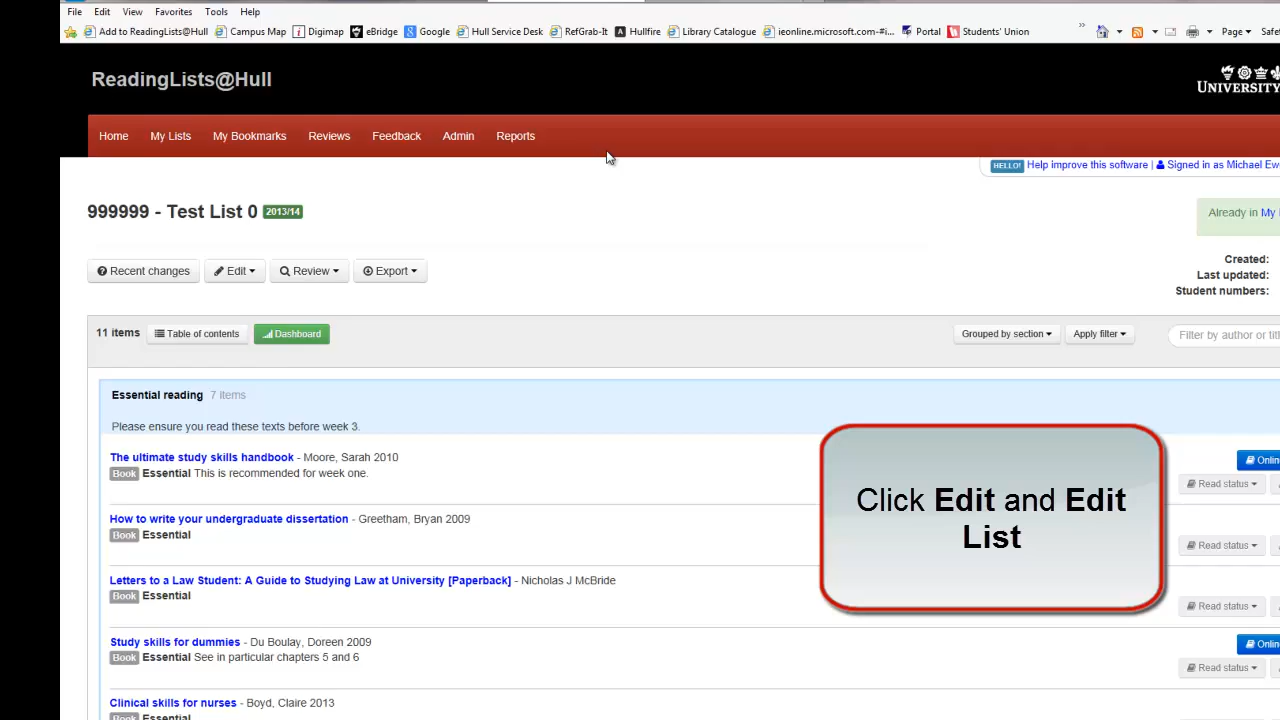 File Edit View Favorites Tools Help
Add to ReadingLists@Hull Campus Map Digimap eBridge Google Hull Service Desk RefGrab-It Hullfire Library Catalogue ieonline.microsoft.com-#i... Portal Students' Union » Page
ReadingLists@Hull
UNIVERSITY
Home My Lists My Bookmarks Reviews Feedback Admin Reports
HELLO! Help improve this software | Signed in as Michael
999999 - Test List 0 2013/14
Already in My
Created:
Recent changes Edit Review Export
Last updated:
Student numbers:
11 items Table of contents Dashboard Grouped by section Apply filter Filter by author or
Essential reading 7 items
Please ensure you read these texts before week 3.
The ultimate study skills handbook - Moore, Sarah 2010
Book Essential This is recommended for week one.
Read status
How to write your undergraduate dissertation - Greetham, Bryan 2009
Book Essential
Read status
Letters to a Law Student: A Guide to Studying Law at University [Paperback] - Nicholas J McBride
Book Essential
Read status
Study skills for dummies - Du Boulay, Doreen 2009
Book Essential See in particular chapters 5 and 6
Read status
Clinical skills for nurses - Boyd, Claire 2013
Book Essential
Click Edit and Edit
List